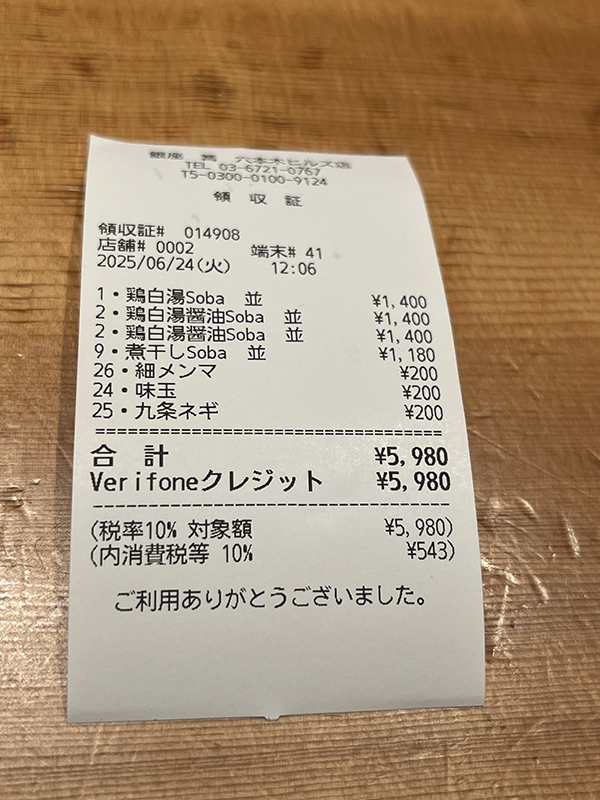 銀座 篝 六本木ヒルズ店
TEL 03-6721-0767
T5-0300-0100-9124
領 収 証
領収証# 014908
店舗# 0002 端末# 41
2025/06/24(火) 12:06
1・鶏白湯Soba 並 ¥1,400
2・鶏白湯醤油Soba 並 ¥1,400
2・鶏白湯醤油Soba 並 ¥1,400
9・煮干しSoba 並 ¥1,180
26・細メンマ ¥200
24・味玉 ¥200
25・九条ネギ ¥200
合 計 ¥5,980
Verifoneクレジット ¥5,980
(税率10% 対象額 ¥5,980)
(内消費税等 10% ¥543)
ご利用ありがとうございました。